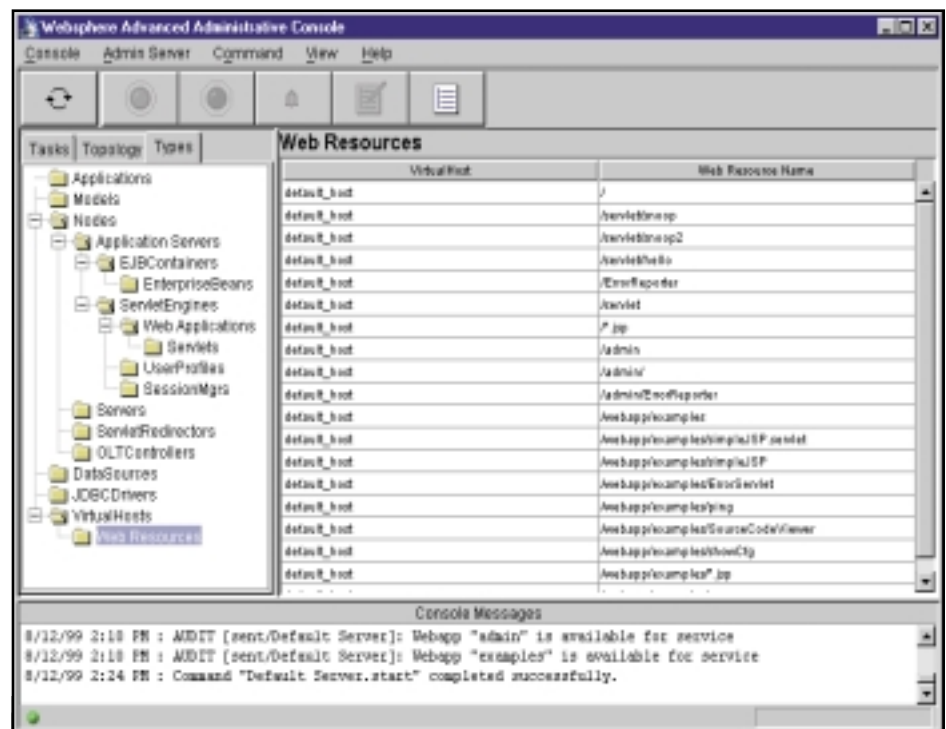 Websphere Advanced Administrative Console
Console Admin Server Command View Help
Tasks Topology Types
Applications
Models
Nodes
Application Servers
EJBContainers
EnterpriseBeans
ServletEngines
Web Applications
Servlets
UserProfiles
SessionMgrs
Servers
ServletRedirectors
OLTControllers
DataSources
JDBCDrivers
VirtualHosts
Web Resources
Web Resources
VirtualHost Web Resource Name
default_host /
default_host /servlet/snoop
default_host /servlet/snoop2
default_host /servlet/hello
default_host /ErrorReporter
default_host /servlet
default_host /*.jsp
default_host /admin
default_host /admin/
default_host /admin/ErrorReporter
default_host /webapp/examples
default_host /webapp/examples/simpleJSP.servlet
default_host /webapp/examples/simpleJSP
default_host /webapp/examples/ErrorServlet
default_host /webapp/examples/ping
default_host /webapp/examples/SourceCodeViewer
default_host /webapp/examples/showCfg
default_host /webapp/examples/*.jsp
Console Messages
8/12/99 2:18 PM : AUDIT [sent/Default Server]: Webapp "admin" is available for service
8/12/99 2:18 PM : AUDIT [sent/Default Server]: Webapp "examples" is available for service
8/12/99 2:24 PM : Command "Default Server.start" completed successfully.